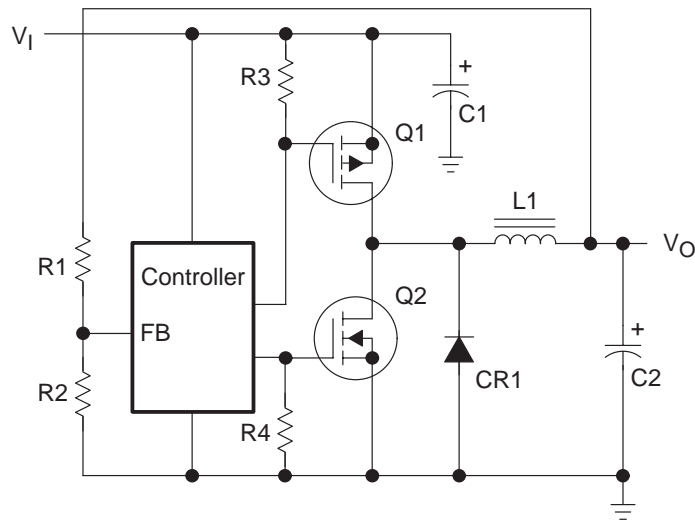 V_I
R3
+
C1
Q1
L1
V_O
R1
Controller
Q2
FB
+
R2
CR1
C2
R4